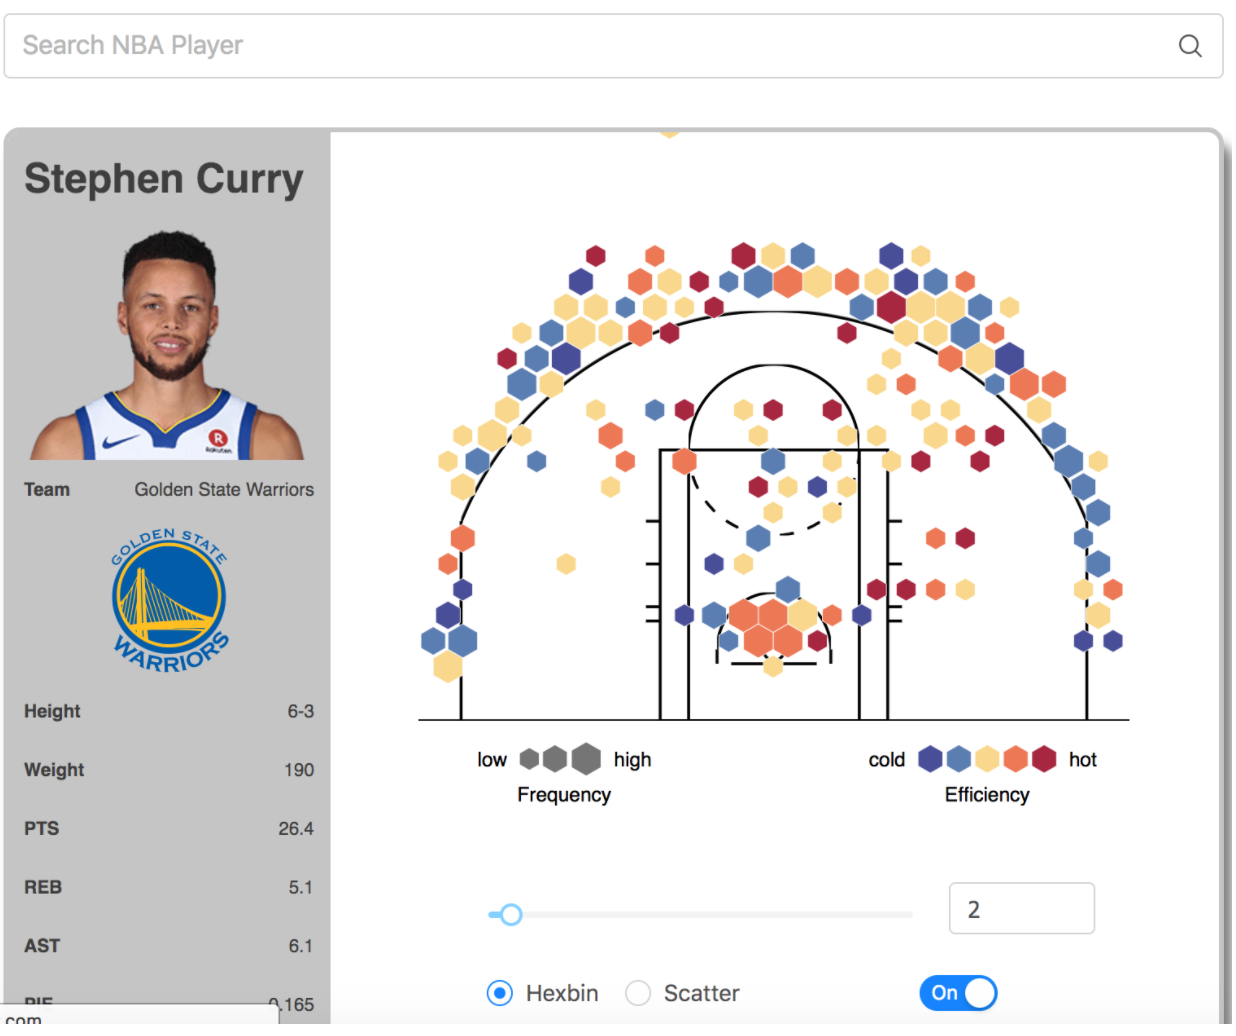 Search NBA Player
Stephen Curry
R
Rakuten
Team Golden State Warriors
GOLDEN STATE
WARRIORS
Height 6-3
Weight 190
PTS 26.4
REB 5.1
AST 6.1
PIE 0.165
.com
low high
Frequency
cold hot
Efficiency
2
Hexbin Scatter
On